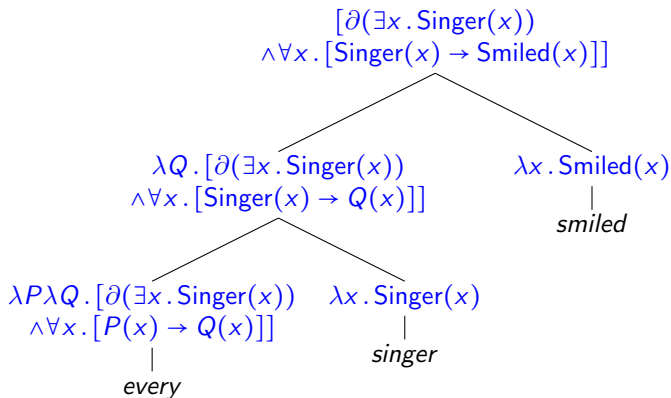 [∂(∃x . Singer(x))
∧∀x . [Singer(x) → Smiled(x)]]
λQ . [∂(∃x . Singer(x))
∧∀x . [Singer(x) → Q(x)]]
λx . Smiled(x)
smiled
λPλQ . [∂(∃x . Singer(x))
∧∀x . [P(x) → Q(x)]]
every
λx . Singer(x)
singer